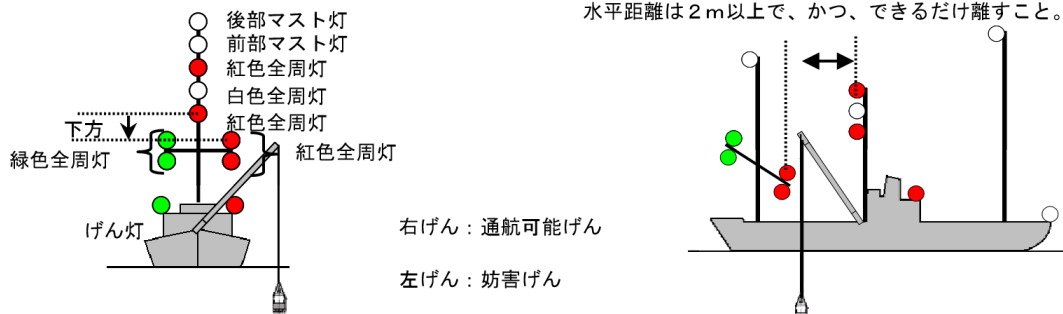 水平距離は２ｍ以上で、かつ、できるだけ離すこと。
後部マスト灯
前部マスト灯
紅色全周灯
白色全周灯
紅色全周灯
下方
緑色全周灯
紅色全周灯
げん灯
右げん：通航可能げん
左げん：妨害げん